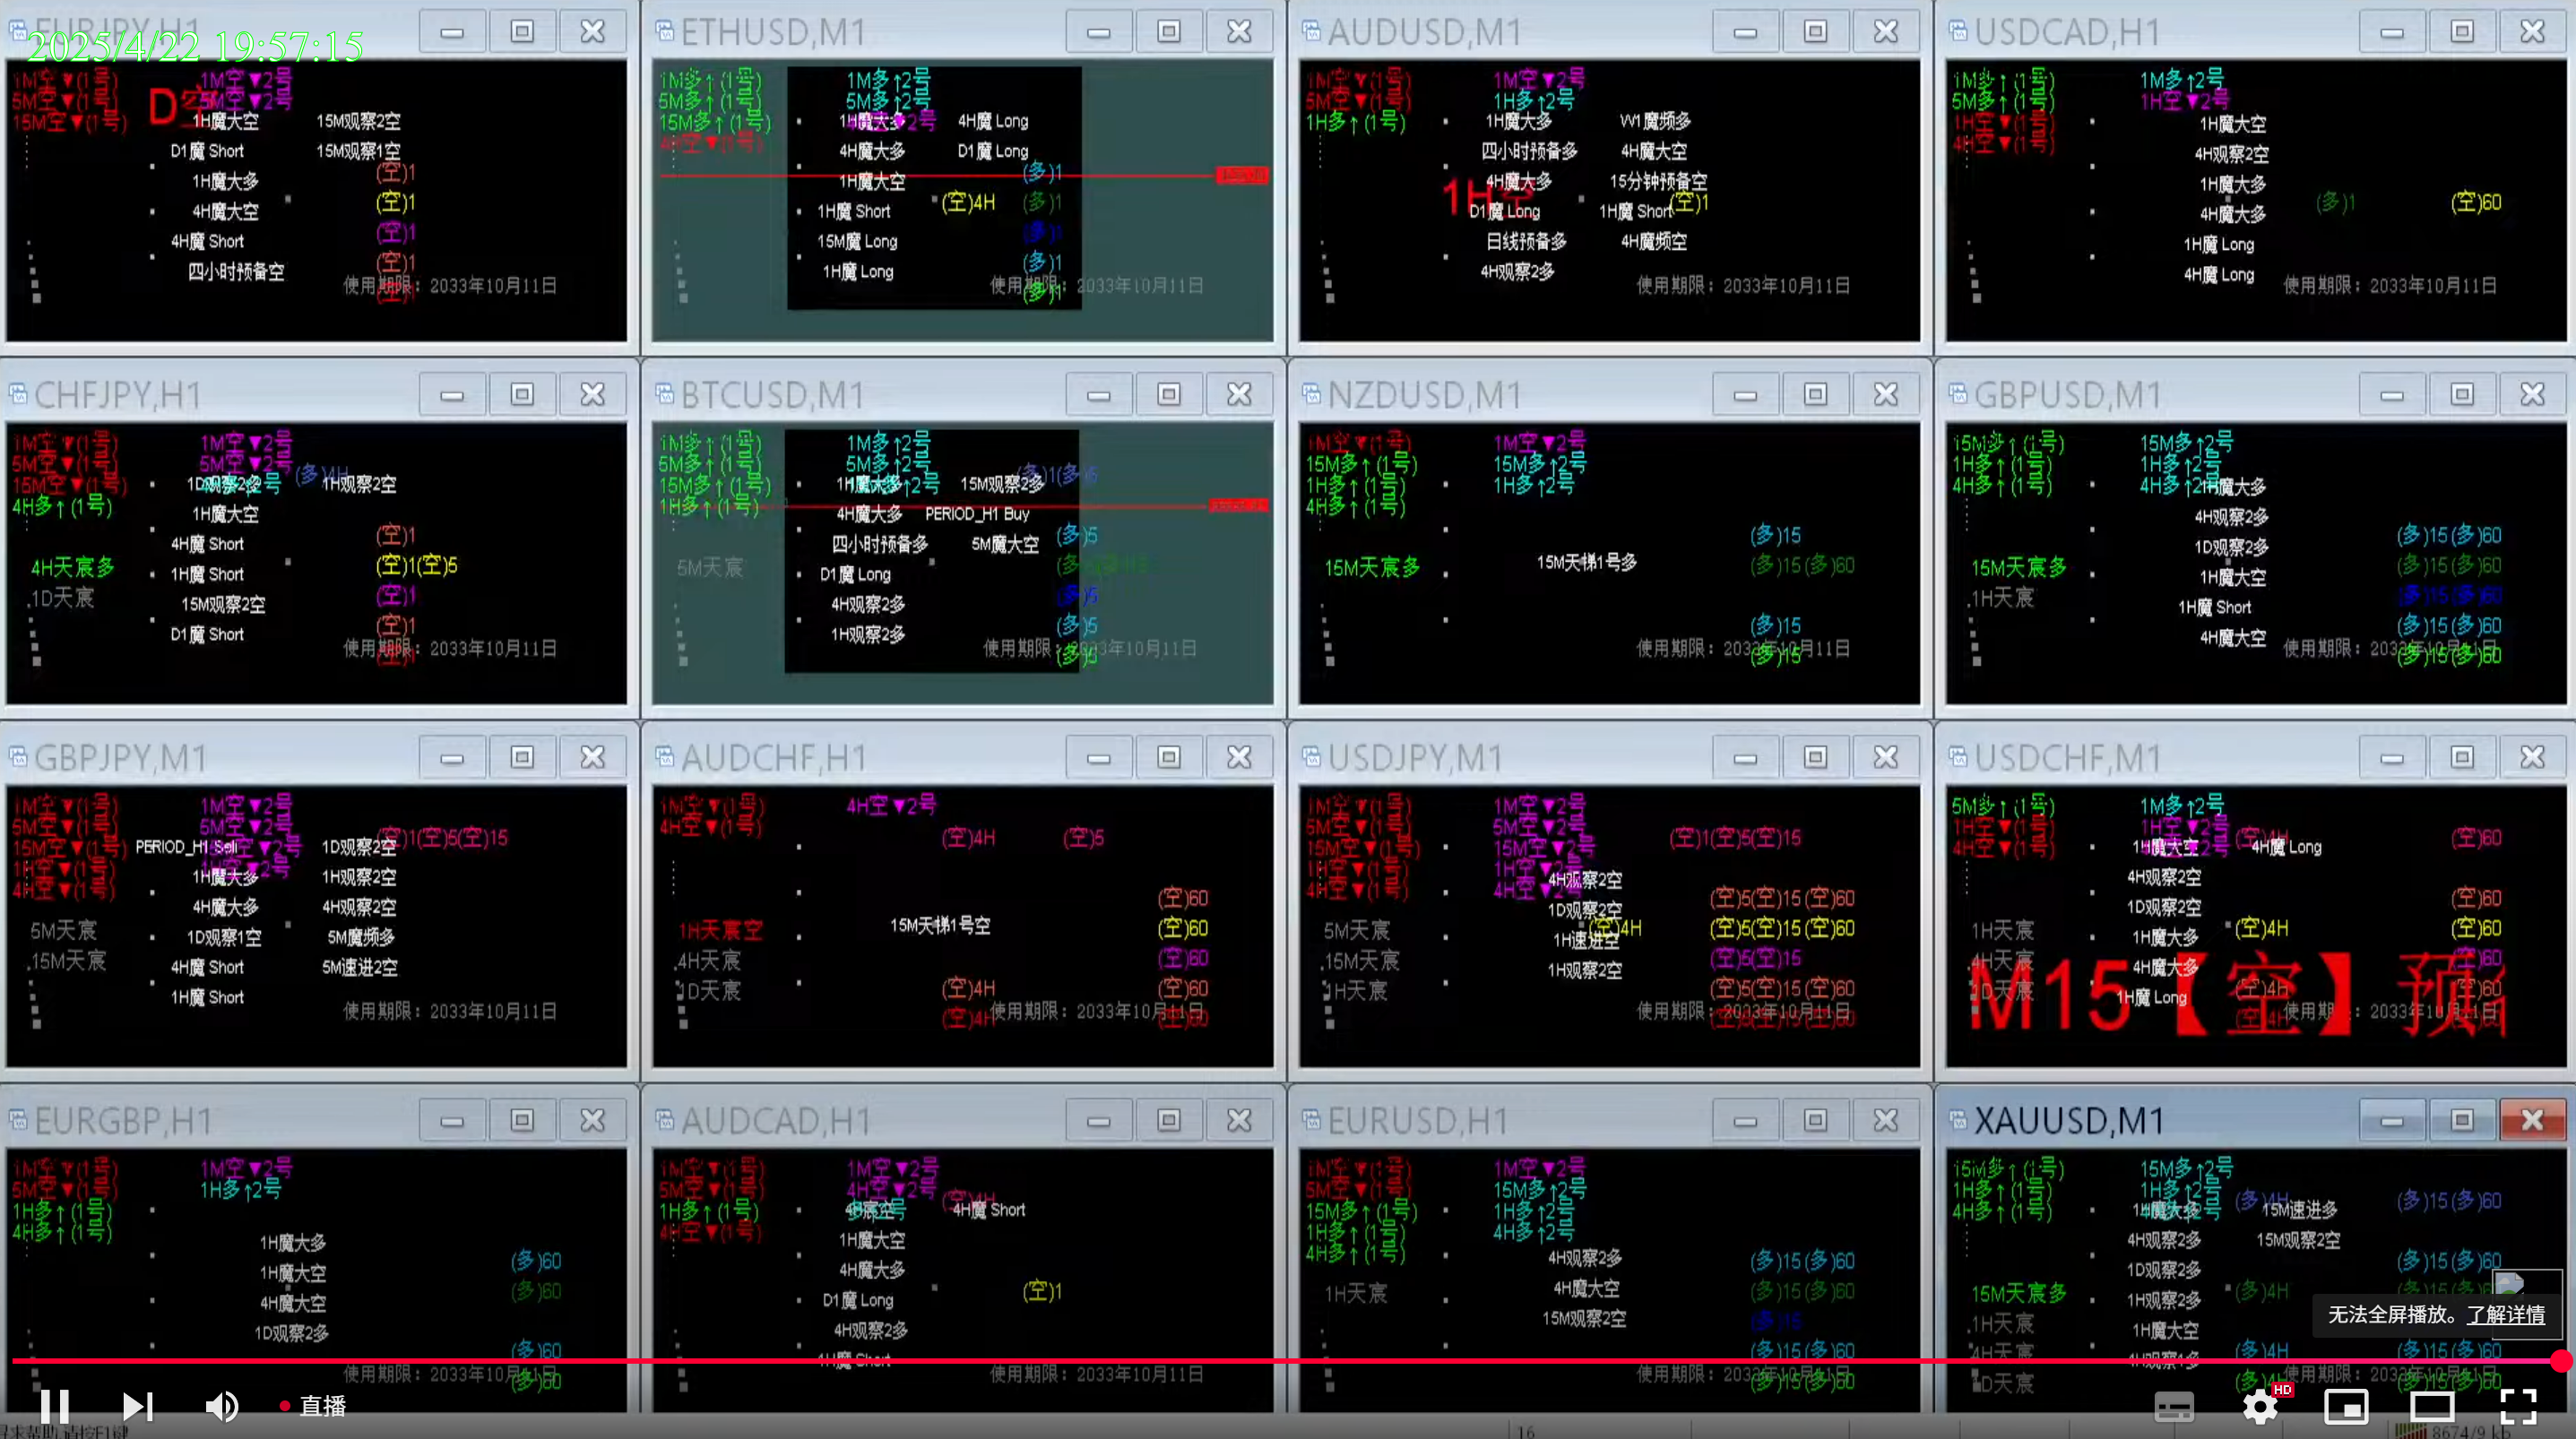 EURJPY,H1
2025/4/22 19:57:15
1M空▼(1号)
1M空▼2号
5M空▼(1号)
5M空▼2号
15M空▼(1号)
1H魔大空
15M观察2空
D1魔 Short
15M观察1空
(空)1
1H魔大多
4H魔大空
(空)1
4H魔 Short
(空)1
四小时预备空
(空)1
使用期限：2033年10月11日
ETHUSD,M1
1M多↑(1号)
1M多↑2号
5M多↑(1号)
5M多↑2号
15M多↑(1号)
4H魔 Long
4H空▼(1号)
4H魔大多
D1魔 Long
(多)1
1H魔大空
1H魔 Short
(空)4H
(多)1
15M魔 Long
(多)1
1H魔 Long
(多)1
(多)1
使用期限：2033年10月11日
AUDUSD,M1
1M空▼(1号)
1M空▼2号
5M空▼(1号)
1H多↑2号
1H多↑(1号)
1H魔大多
W1魔频多
四小时预备多
4H魔大空
4H魔大多
15分钟预备空
1H空
D1魔 Long
1H魔 Short
(空)1
日线预备多
4H魔频空
4H观察2多
使用期限：2033年10月11日
USDCAD,H1
1M多↑(1号)
1M多↑2号
5M多↑(1号)
1H空▼2号
1H空▼(1号)
4H空▼(1号)
1H魔大空
4H观察2空
1H魔大多
4H魔大多
(多)1
(空)60
1H魔 Long
4H魔 Long
使用期限：2033年10月11日
CHFJPY,H1
1M空▼(1号)
1M空▼2号
5M空▼(1号)
5M空▼2号
(多)4H
15M空▼(1号)
1D观察2多
1H观察2空
4H多↑(1号)
1H魔大空
4H魔 Short
(空)1
4H天宸多
1H魔 Short
(空)1(空)5
.1D天宸
15M观察2空
(空)1
D1魔 Short
(空)1
使用期限：2033年10月11日
BTCUSD,M1
1M多↑(1号)
1M多↑2号
5M多↑(1号)
5M多↑2号
(多)1(多)5
15M多↑(1号)
1H魔大多
15M观察2多
1H多↑(1号)
4H魔大多
PERIOD_H1 Buy
四小时预备多
5M魔大空
(多)5
5M天宸
D1魔 Long
4H观察2多
(多)5
1H观察2多
(多)5
(多)5
使用期限：2033年10月11日
NZDUSD,M1
1M空▼(1号)
1M空▼2号
15M多↑(1号)
15M多↑2号
1H多↑(1号)
1H多↑2号
4H多↑(1号)
(多)15
15M天宸多
15M天梯1号多
(多)15(多)60
(多)15
(多)15
使用期限：2033年10月11日
GBPUSD,M1
15M多↑(1号)
15M多↑2号
1H多↑(1号)
1H多↑2号
4H多↑(1号)
4H多↑2号
1H魔大多
4H观察2多
1D观察2多
(多)15(多)60
15M天宸多
1H魔大空
(多)15(多)60
.1H天宸
1H魔 Short
(多)15(多)60
4H魔大空
(多)15(多)60
(多)15(多)60
GBPJPY,M1
1M空▼(1号)
1M空▼2号
5M空▼(1号)
5M空▼2号
(空)1(空)5(空)15
15M空▼(1号)
PERIOD_H1 Sell
1D观察2空
1H空▼(1号)
1H魔大多
1H观察2空
4H空▼(1号)
4H魔大多
4H观察2空
5M天宸
1D观察1空
5M魔频多
.15M天宸
4H魔 Short
5M速进2空
1H魔 Short
使用期限：2033年10月11日
AUDCHF,H1
1M空▼(1号)
4H空▼2号
4H空▼(1号)
(空)4H
(空)5
(空)60
1H天宸空
15M天梯1号空
(空)60
.4H天宸
(空)60
1D天宸
(空)4H
(空)60
(空)4H
(空)60
使用期限：2033年10月11日
USDJPY,M1
1M空▼(1号)
1M空▼2号
5M空▼(1号)
5M空▼2号
15M空▼(1号)
15M空▼2号
(空)1(空)5(空)15
1H空▼(1号)
1H空▼2号
4H空▼(1号)
4H空▼2号
4H观察2空
1D观察2空
(空)5(空)15(空)60
5M天宸
(空)4H
(空)5(空)15(空)60
1H速进空
.15M天宸
1H观察2空
(空)5(空)15
1H天宸
(空)5(空)15(空)60
使用期限：2033年10月11日
USDCHF,M1
5M多↑(1号)
1M多↑2号
1H空▼(1号)
1H空▼2号
(空)4H
(空)60
4H空▼(1号)
1H魔大空
4H魔 Long
4H观察2空
1D观察2空
(空)60
1H天宸
1H魔大多
(空)4H
(空)60
.4H天宸
4H魔大多
(空)60
1D天宸
1H魔 Long
(空)4H
(空)60
M15【空】预
EURGBP,H1
1M空▼(1号)
1M空▼2号
5M空▼(1号)
1H多↑2号
1H多↑(1号)
4H多↑(1号)
1H魔大多
(多)60
1H魔大空
(多)60
4H魔大空
1D观察2多
(多)60
(多)60
使用期限：2033年10月11日
AUDCAD,H1
1M空▼(1号)
1M空▼2号
5M空▼(1号)
4H空▼2号
(空)4H
1H多↑(1号)
4H魔 Short
4H空▼(1号)
1H魔大空
4H魔大多
D1魔 Long
(空)1
4H观察2多
1H魔 Short
使用期限：2033年10月11日
EURUSD,H1
1M空▼(1号)
1M空▼2号
5M空▼(1号)
15M多↑2号
15M多↑(1号)
1H多↑2号
1H多↑(1号)
4H多↑2号
4H多↑(1号)
4H观察2多
(多)15(多)60
1H天宸
4H魔大空
(多)15(多)60
15M观察2空
(多)15
(多)15(多)60
(多)15(多)60
使用期限：2033年10月11日
XAUUSD,M1
15M多↑(1号)
15M多↑2号
1H多↑(1号)
1H多↑2号
(多)4H
(多)15(多)60
4H多↑(1号)
15M速进多
4H观察2多
15M观察2空
1D观察2多
(多)15(多)60
15M天宸多
1H观察2多
(多)4H
.1H天宸
1H魔大空
无法全屏播放。了解详情
4H天宸
(多)4H
(多)15(多)60
1D天宸
直播
HD
16
8674/9 kb